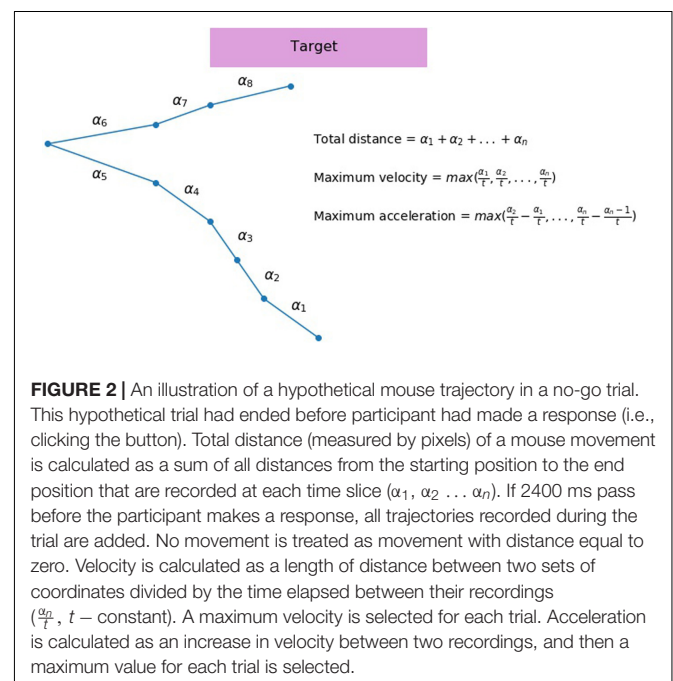 Target
α8
α7
α6
α5
α4
α3
α2
α1
Total distance = α1 + α2 + . . . + αn
Maximum velocity = max(α1/t, α2/t, . . . , αn/t)
Maximum acceleration = max(α2/t − α1/t, . . . , αn/t − αn−1/t)
FIGURE 2 | An illustration of a hypothetical mouse trajectory in a no-go trial.
This hypothetical trial had ended before participant had made a response (i.e.,
clicking the button). Total distance (measured by pixels) of a mouse movement
is calculated as a sum of all distances from the starting position to the end
position that are recorded at each time slice (α1, α2 ... αn). If 2400 ms pass
before the participant makes a response, all trajectories recorded during the
trial are added. No movement is treated as movement with distance equal to
zero. Velocity is calculated as a length of distance between two sets of
coordinates divided by the time elapsed between their recordings
(αn/t , t − constant). A maximum velocity is selected for each trial. Acceleration
is calculated as an increase in velocity between two recordings, and then a
maximum value for each trial is selected.